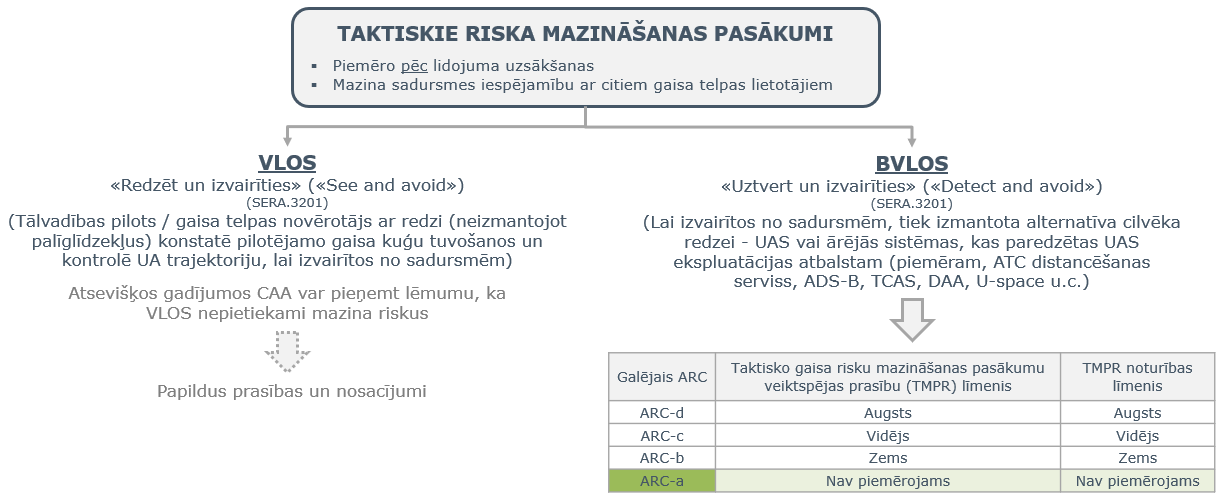 TAKTISKIE RISKA MAZINĀŠANAS PASĀKUMI
▪ Piemēro pēc lidojuma uzsākšanas
▪ Mazina sadursmes iespējamību ar citiem gaisa telpas lietotājiem
VLOS
«Redzēt un izvairīties» («See and avoid»)
(SERA.3201)
(Tālvadības pilots / gaisa telpas novērotājs ar redzi (neizmantojot
palīglīdzekļus) konstatē pilotējamo gaisa kuģu tuvošanos un
kontrolē UA trajektoriju, lai izvairītos no sadursmēm)
Atsevišķos gadījumos CAA var pieņemt lēmumu, ka
VLOS nepietiekami mazina riskus
Papildus prasības un nosacījumi
BVLOS
«Uztvert un izvairīties» («Detect and avoid»)
(SERA.3201)
(Lai izvairītos no sadursmēm, tiek izmantota alternatīva cilvēka
redzei - UAS vai ārējās sistēmas, kas paredzētas UAS
ekspluatācijas atbalstam (piemēram, ATC distancēšanas
serviss, ADS-B, TCAS, DAA, U-space u.c.)
Galējais ARC
Taktisko gaisa risku mazināšanas pasākumu
veiktspējas prasību (TMPR) līmenis
TMPR noturības
līmenis
ARC-d Augsts Augsts
ARC-c Vidējs Vidējs
ARC-b Zems Zems
ARC-a Nav piemērojams Nav piemērojams